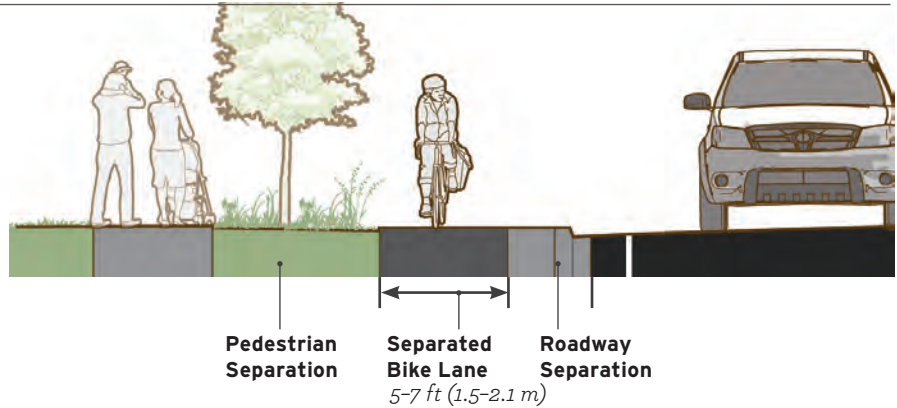 Pedestrian
Separation
Separated
Bike Lane
5–7 ft (1.5–2.1 m)
Roadway
Separation